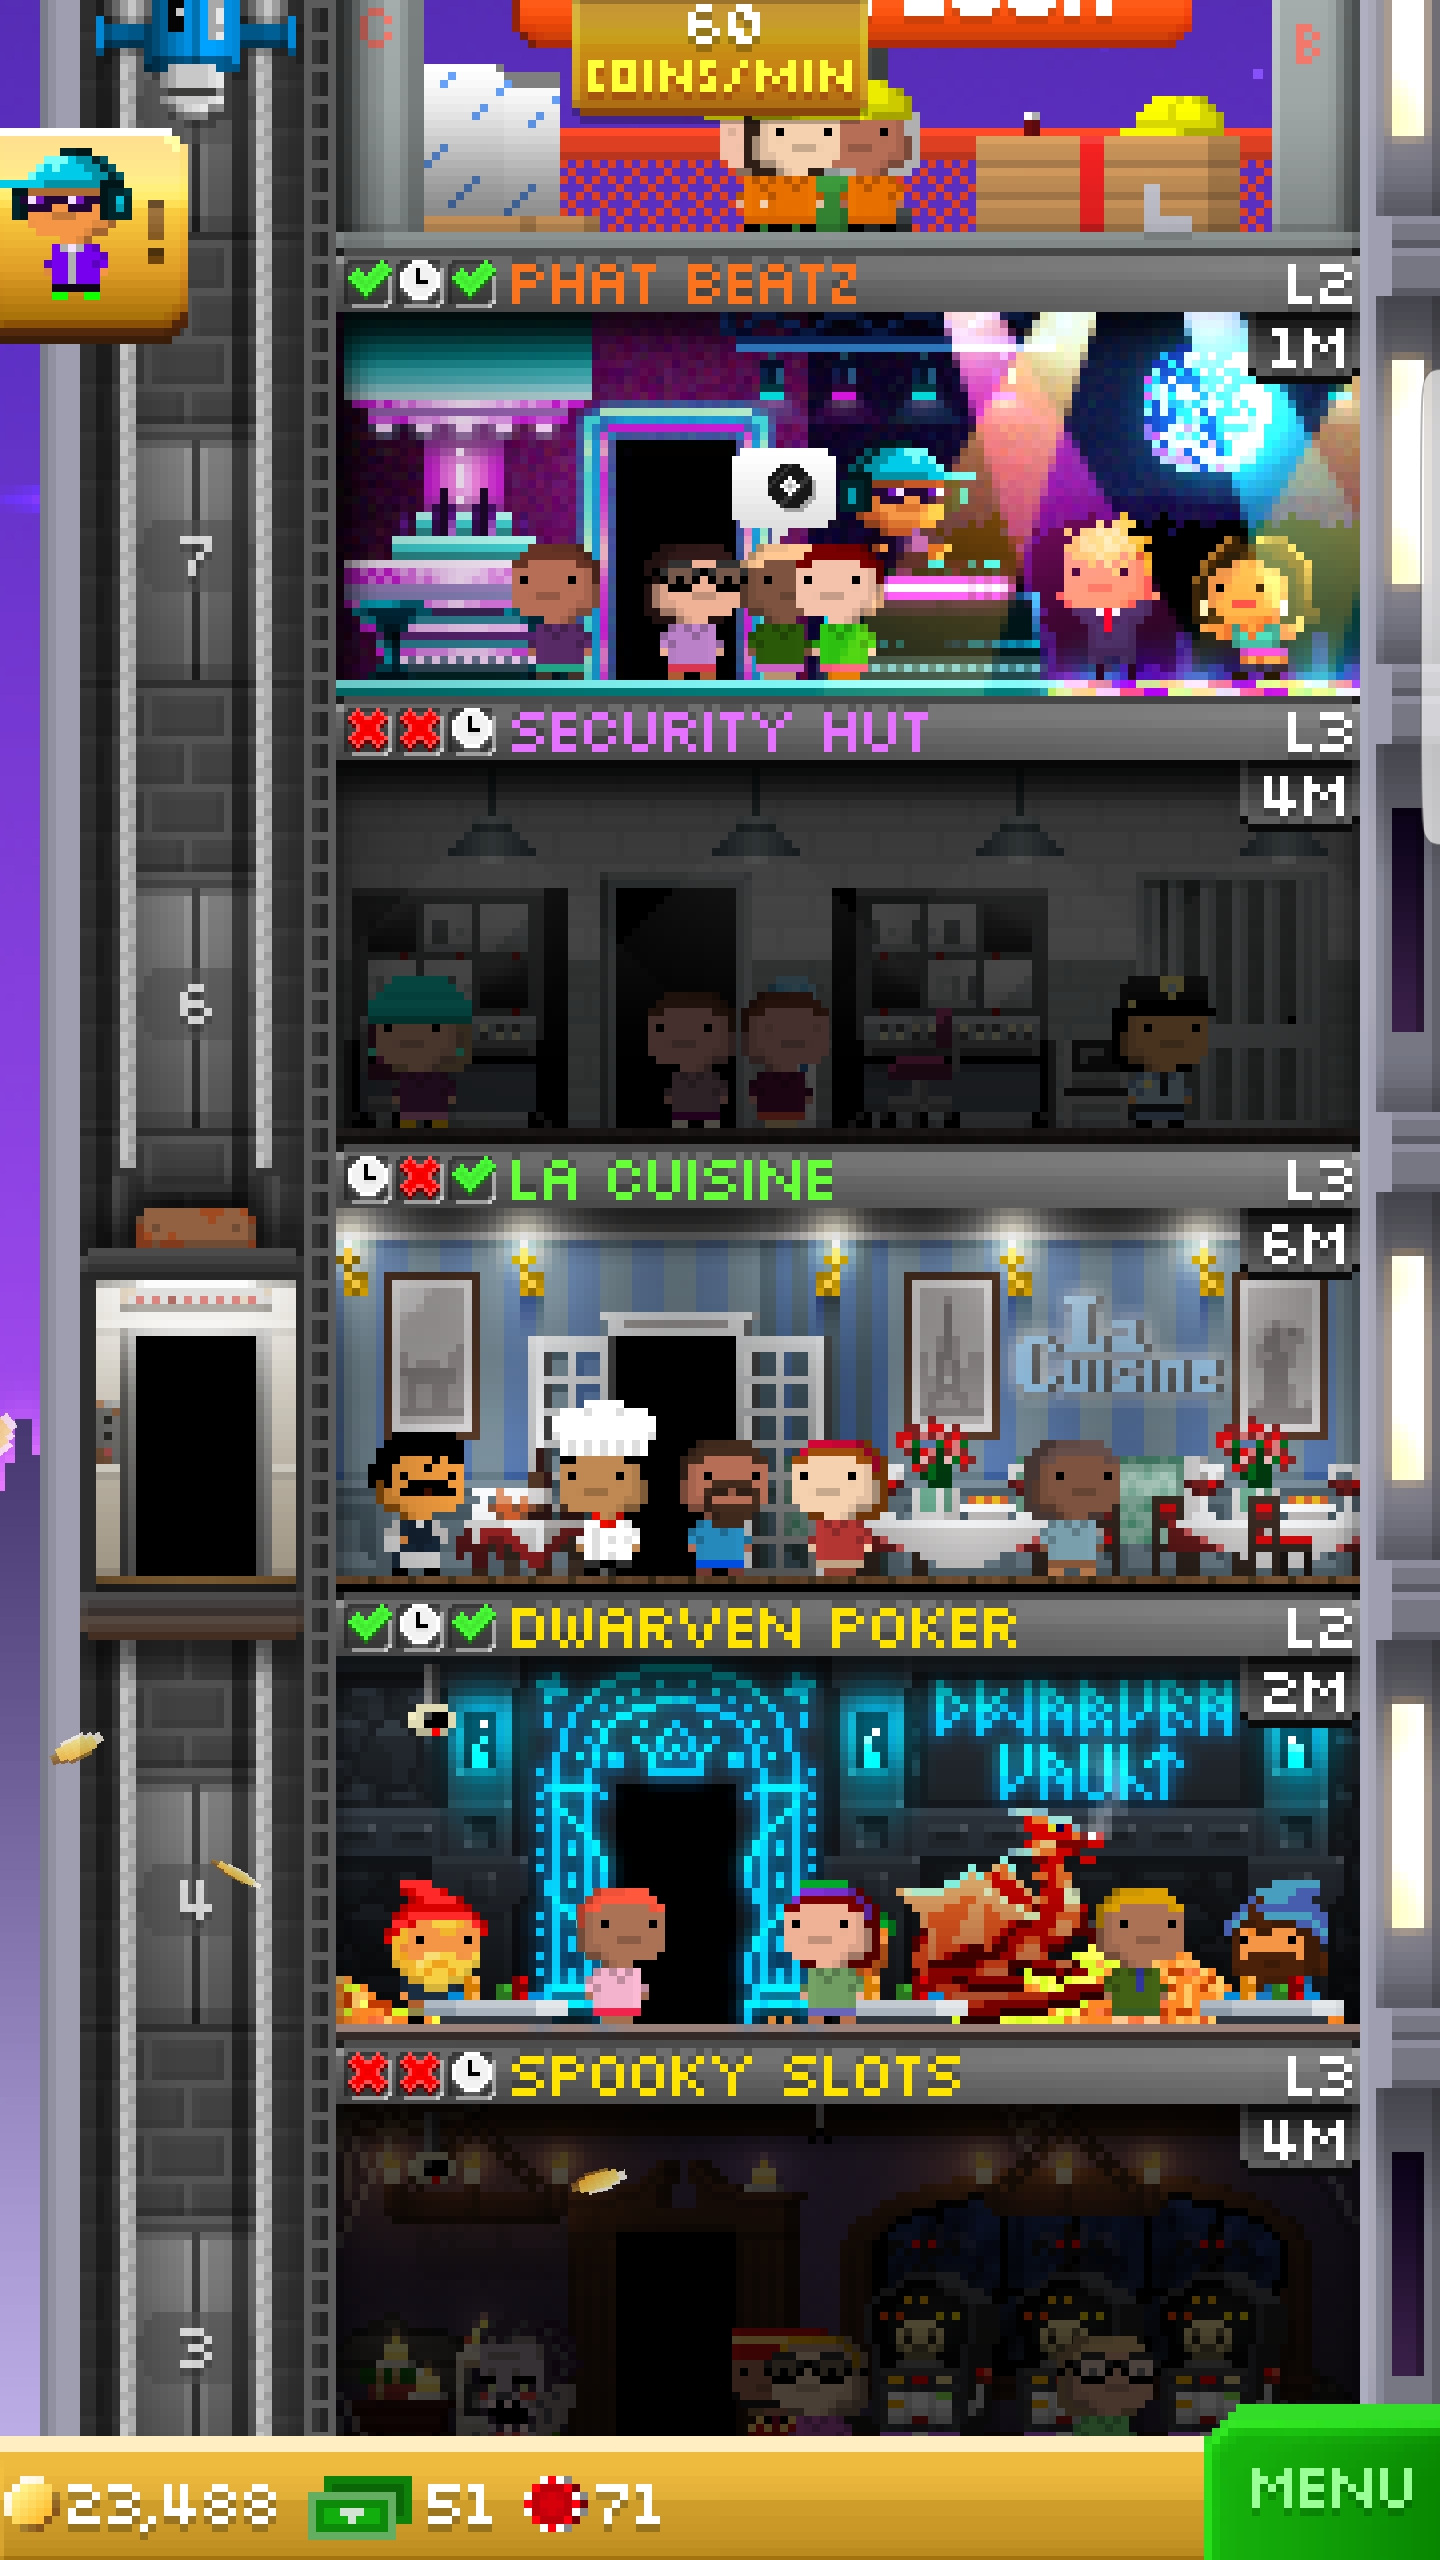 C
B
60
COINS/MIN
PHAT BEATZ
L2
1M
7
SECURITY HUT
L3
4M
6
LA CUISINE
L3
6M
La
Cuisine
DWARVEN POKER
L2
2M
DWARVEN
VAULT
4
SPOOKY SLOTS
L3
4M
3
23,488
51
71
MENU